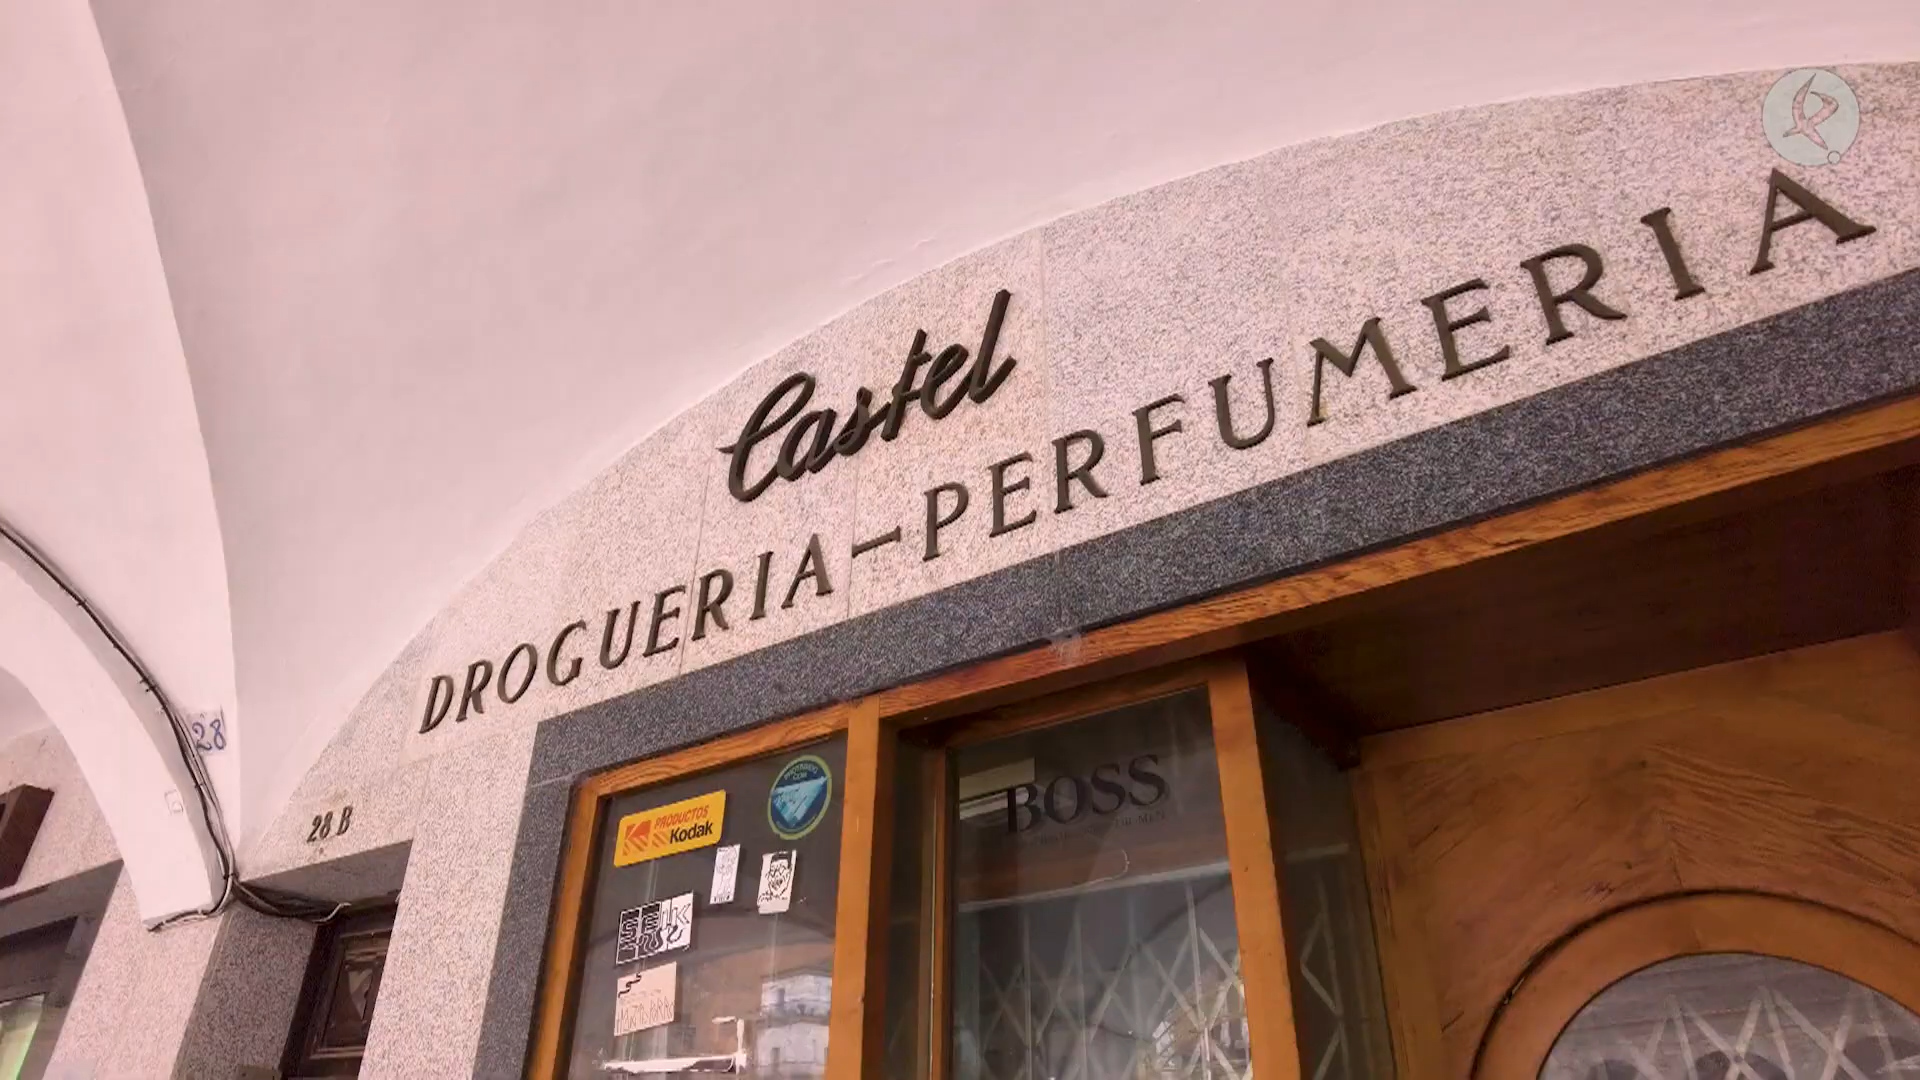 Castel
DROGUERIA-PERFUMERIA
28
28 B
PRODUCTOS
Kodak
BOSS